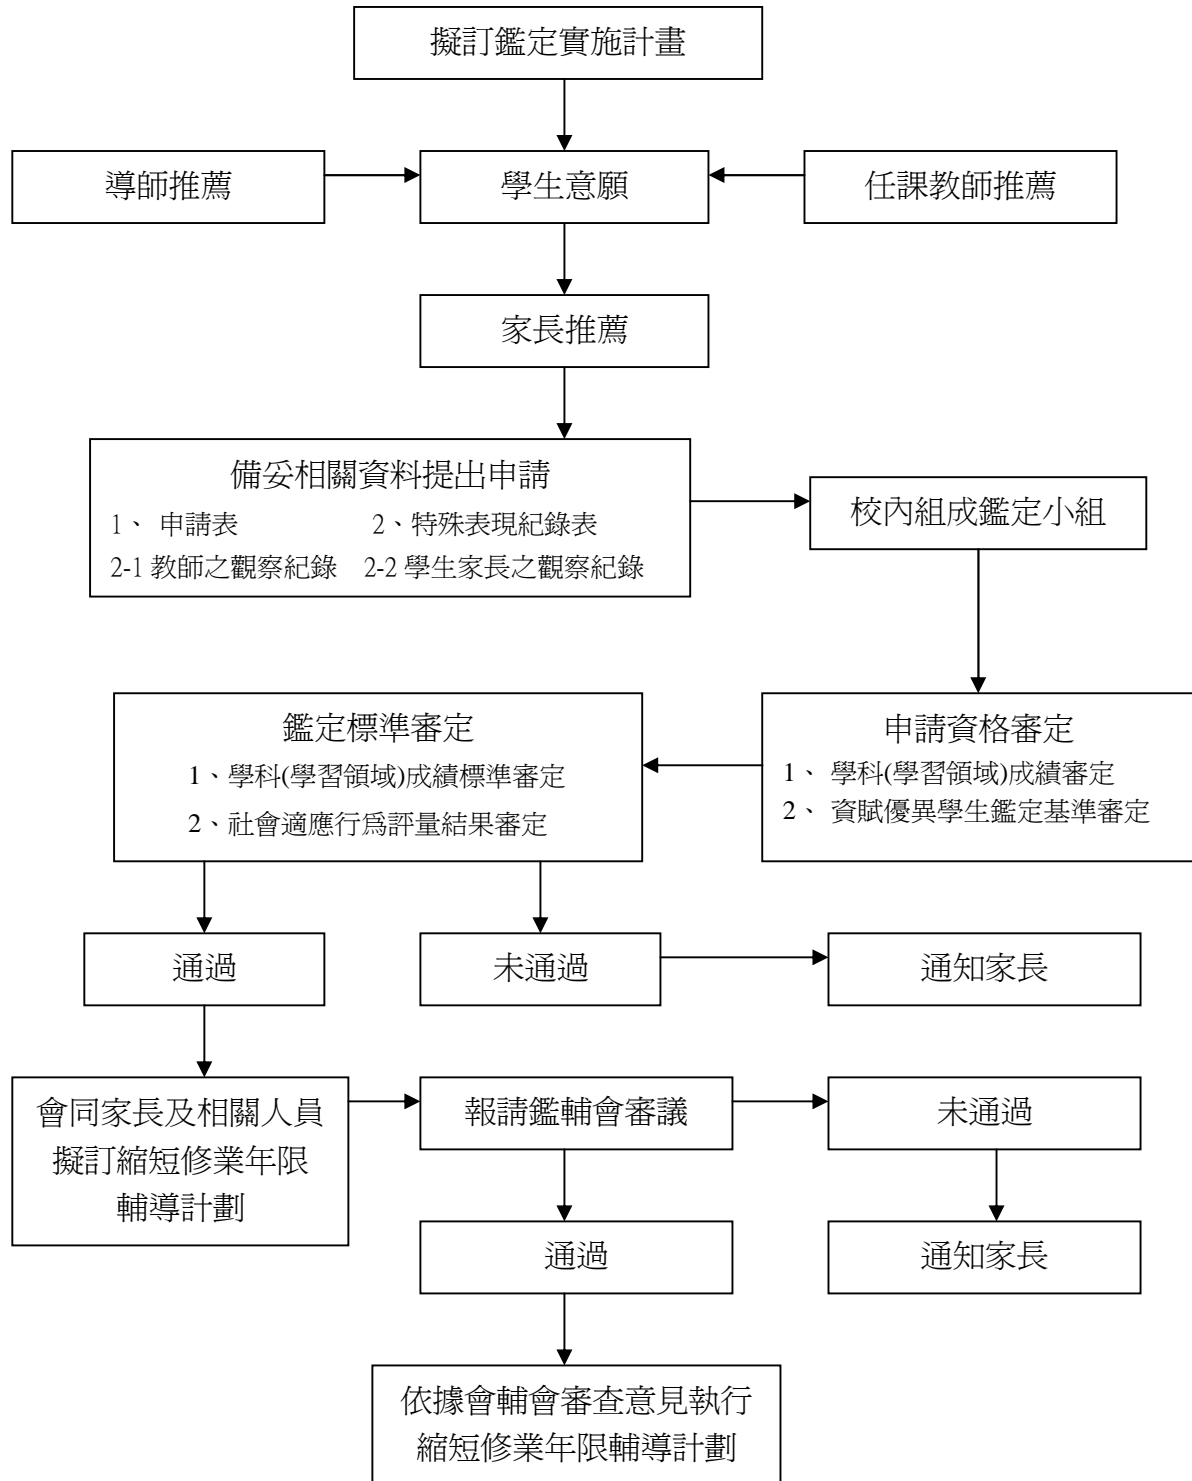 擬訂鑑定實施計畫
導師推薦
學生意願
任課教師推薦
家長推薦
備妥相關資料提出申請
1、 申請表 2、特殊表現紀錄表
2-1 教師之觀察紀錄 2-2 學生家長之觀察紀錄
校內組成鑑定小組
申請資格審定
1、 學科(學習領域)成績審定
2、 資賦優異學生鑑定基準審定
鑑定標準審定
1、學科(學習領域)成績標準審定
2、社會適應行為評量結果審定
通過
未通過
通知家長
會同家長及相關人員
擬訂縮短修業年限
輔導計劃
報請鑑輔會審議
未通過
通過
通知家長
依據會輔會審查意見執行
縮短修業年限輔導計劃